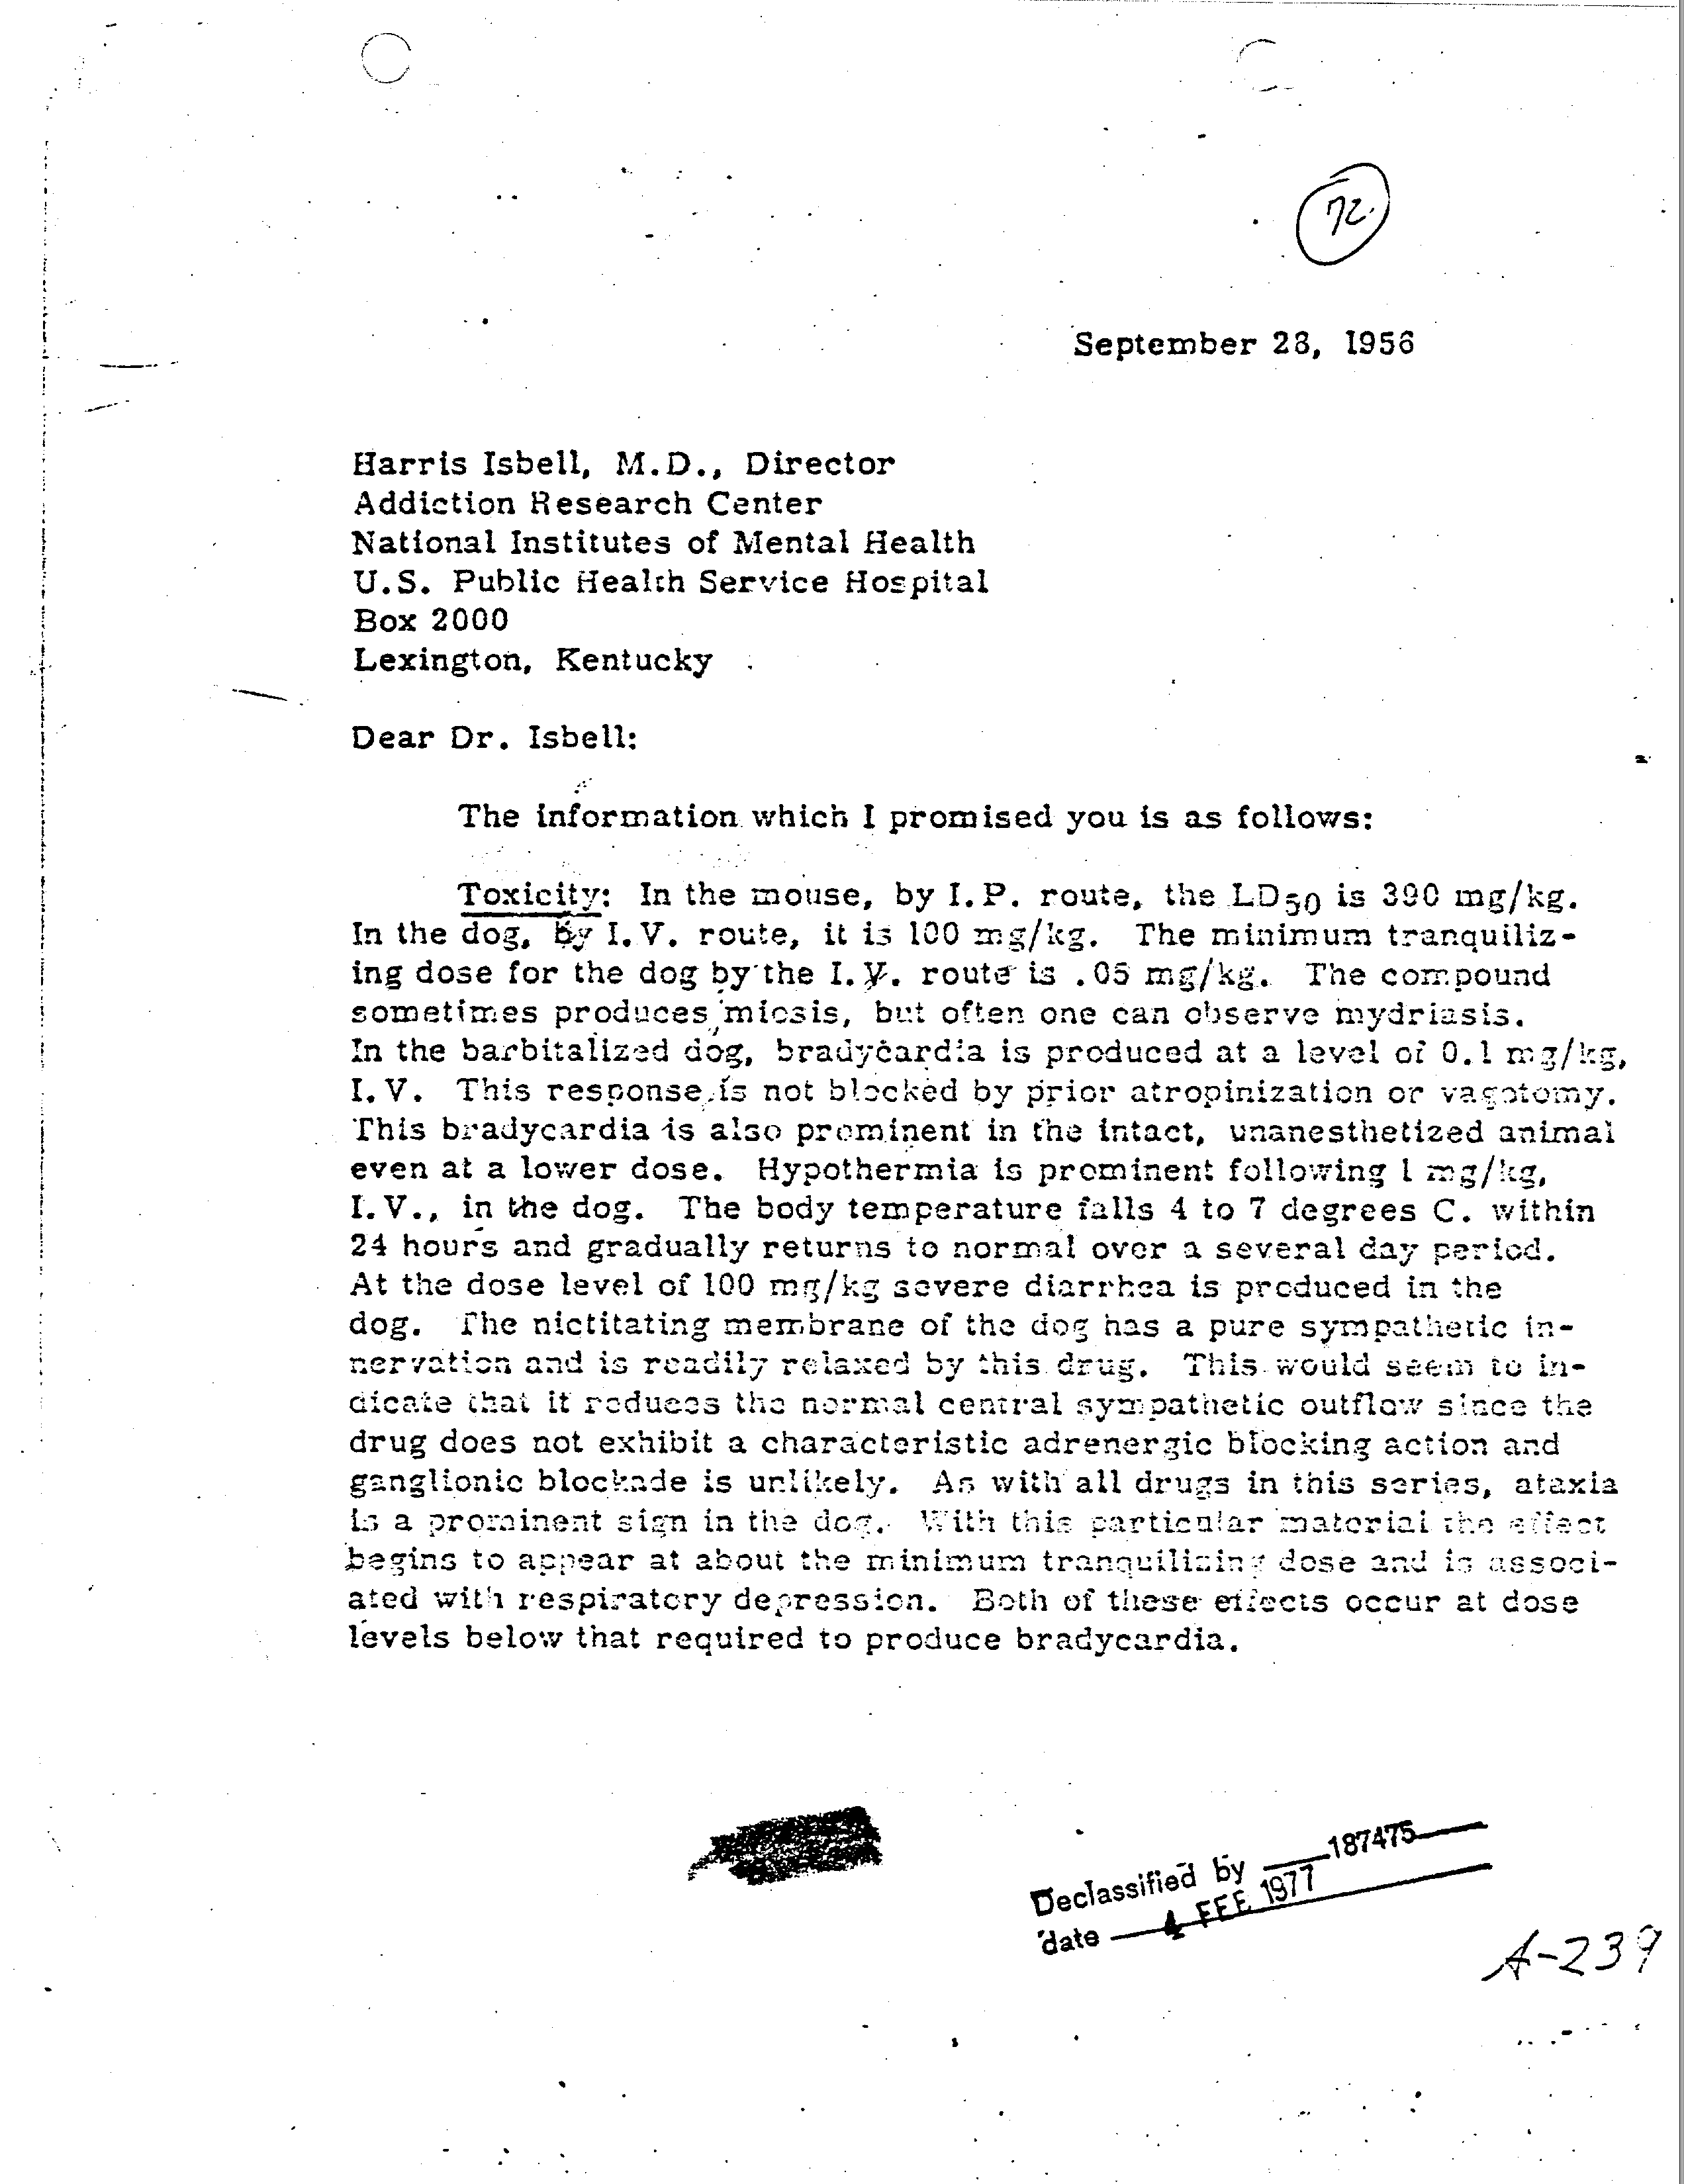 72.
September 28, 1956
Harris Isbell, M.D., Director
Addiction Research Center
National Institutes of Mental Health
U.S. Public Health Service Hospital
Box 2000
Lexington, Kentucky
Dear Dr. Isbell:
The information which I promised you is as follows:
Toxicity: In the mouse, by I.P. route, the LD50 is 390 mg/kg.
In the dog, by I.V. route, it is 100 mg/kg. The minimum tranquiliz-
ing dose for the dog by the I.V. route is .05 mg/kg. The compound
sometimes produces miosis, but often one can observe mydriasis.
In the barbitalized dog, bradycardia is produced at a level of 0.1 mg/kg,
I.V. This response is not blocked by prior atropinization or vagotomy.
This bradycardia is also prominent in the intact, unanesthetized animal
even at a lower dose. Hypothermia is prominent following 1 mg/kg,
I.V., in the dog. The body temperature falls 4 to 7 degrees C. within
24 hours and gradually returns to normal over a several day period.
At the dose level of 100 mg/kg severe diarrhea is produced in the
dog. The nictitating membrane of the dog has a pure sympathetic in-
nervation and is readily relaxed by this drug. This would seem to in-
dicate that it reduces the normal central sympathetic outflow since the
drug does not exhibit a characteristic adrenergic blocking action and
ganglionic blockade is unlikely. As with all drugs in this series, ataxia
is a prominent sign in the dog. With this particular material the effect
begins to appear at about the minimum tranquilizing dose and is associ-
ated with respiratory depression. Both of these effects occur at dose
levels below that required to produce bradycardia.
Declassified by 187475
date 4 FEB 1977
A-239